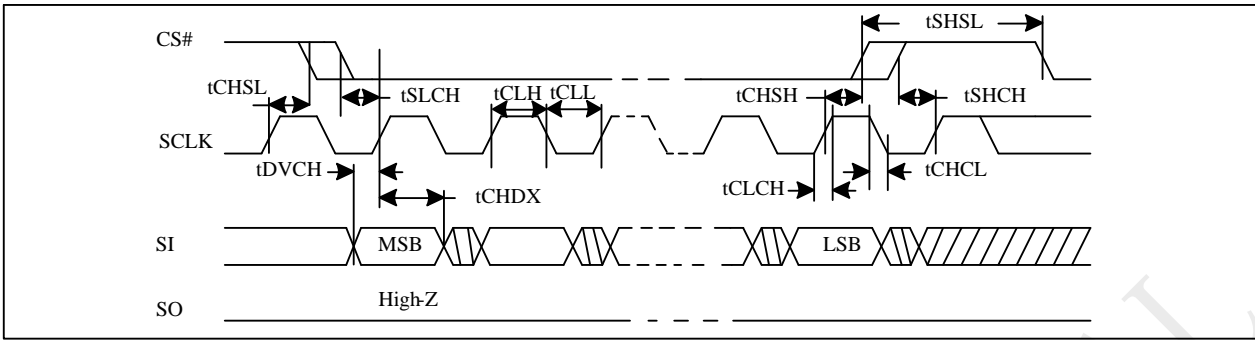 tSHSL
CS#
tCHSL
tSLCH
tCLH
tCLL
tCHSH
tSHCH
SCLK
tDVCH
tCHDX
tCLCH
tCHCL
SI
MSB
LSB
High-Z
SO